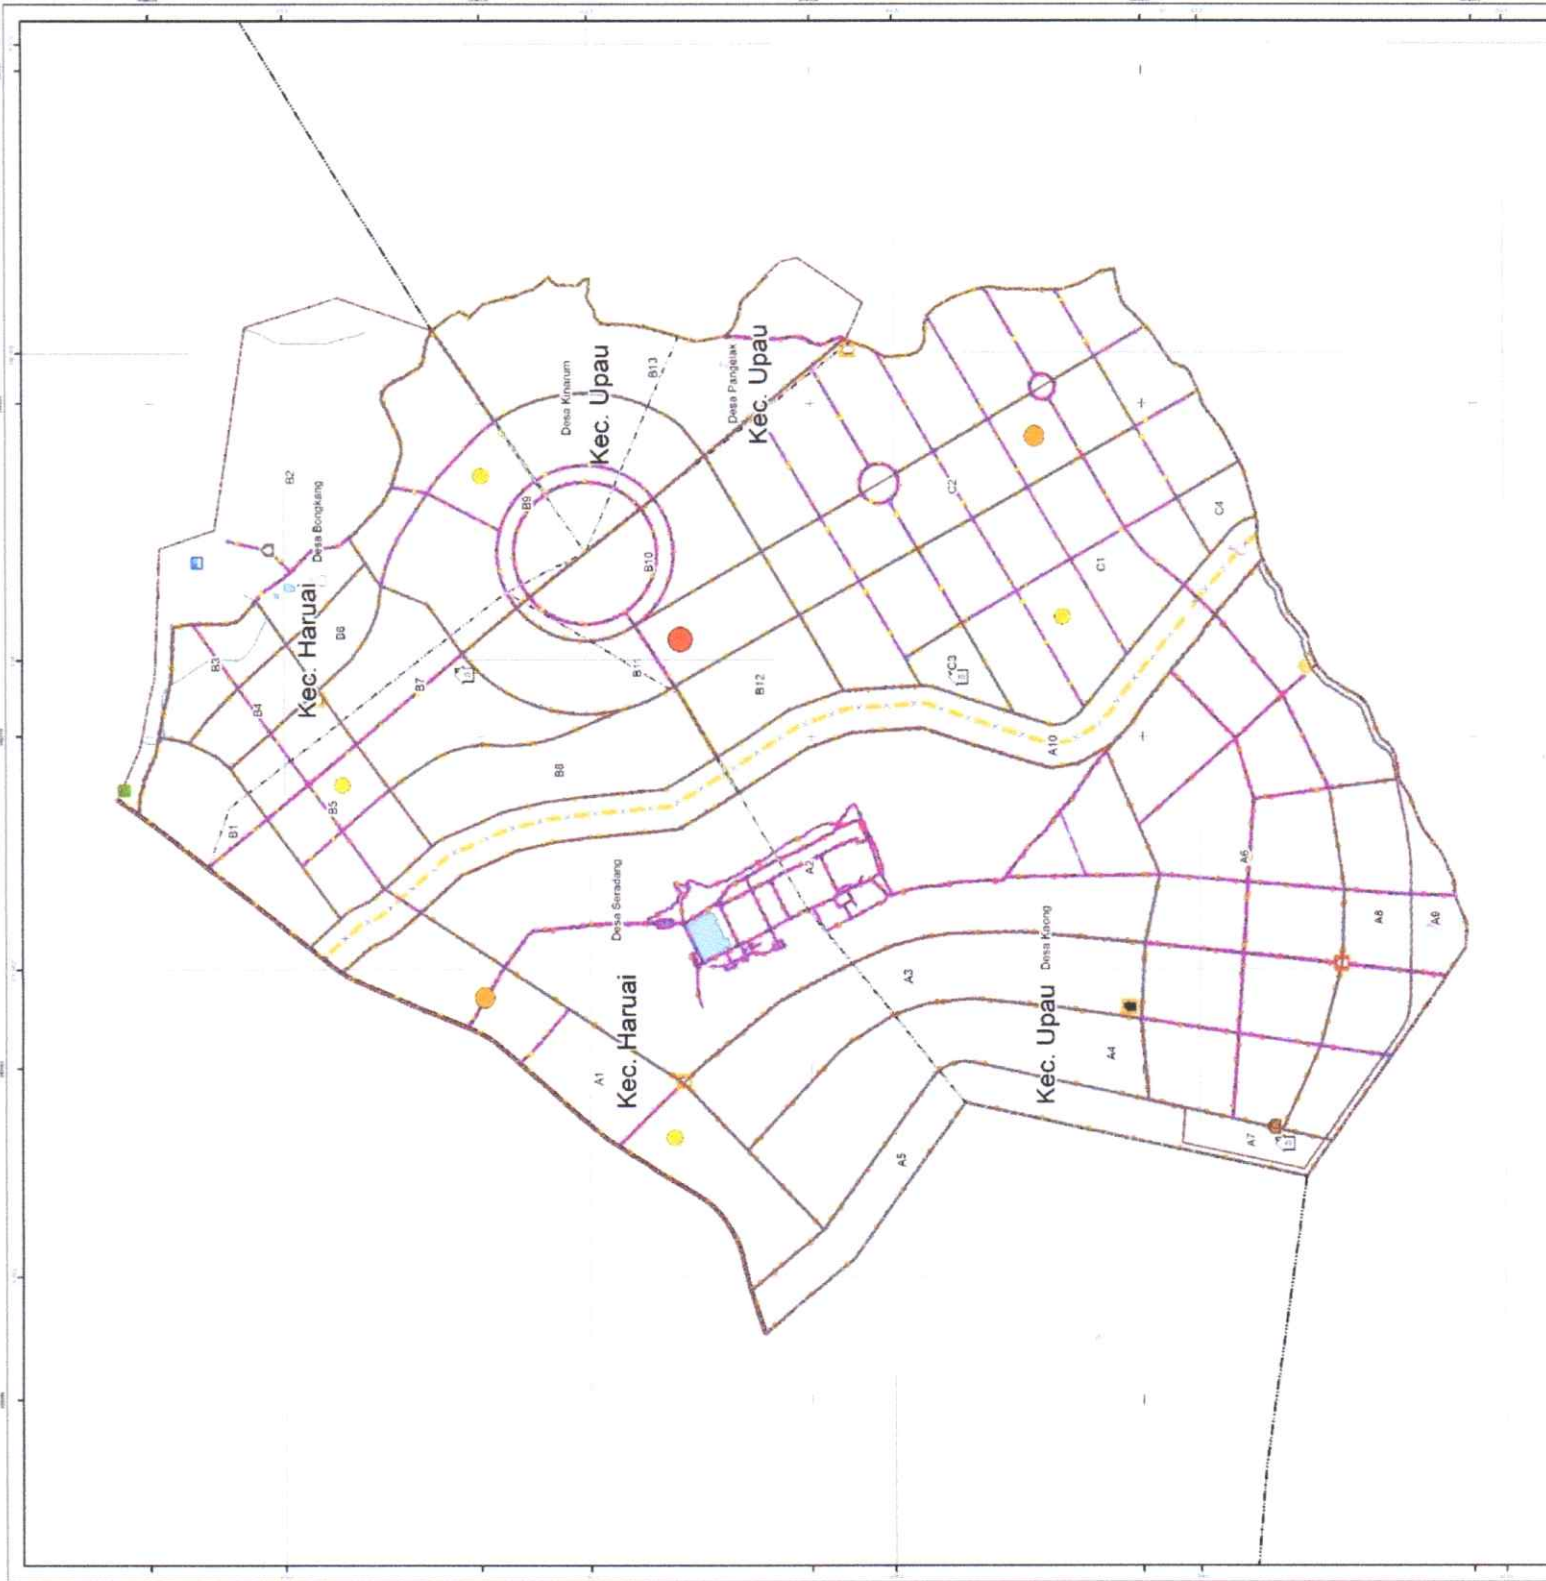 B2
Desa Bongkang
Kec. Haruai
B3
B4
B6
B1
B5
B7
B8
B9
B10
B11
B12
B13
Desa Kinarum
Kec. Upau
Desa Pangelak
Kec. Upau
C2
C1
C3
C4
A10
Desa Seradang
Kec. Haruai
A1
A2
A3
A4
A5
Desa Kaong
Kec. Upau
A6
A7
A8
A9